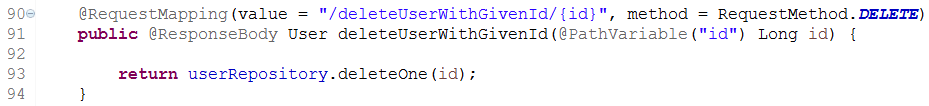 90 @RequestMapping(value = "/deleteUserWithGivenId/{id}", method = RequestMethod.DELETE)
91 public @ResponseBody User deleteUserWithGivenId(@PathVariable("id") Long id) {
92
93 return userRepository.deleteOne(id);
94 }